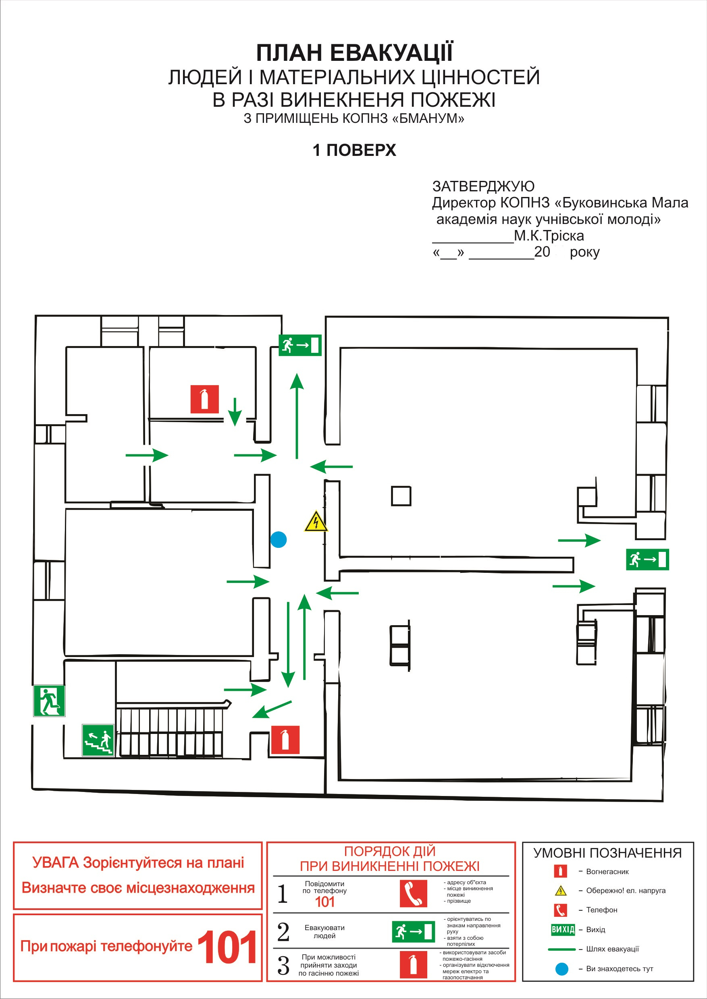 ПЛАН ЕВАКУАЦІЇ
ЛЮДЕЙ І МАТЕРІАЛЬНИХ ЦІННОСТЕЙ
В РАЗІ ВИНЕКНЕНЯ ПОЖЕЖІ
З ПРИМІЩЕНЬ КОПНЗ «БМАНУМ»
1 ПОВЕРХ
ЗАТВЕРДЖУЮ
Директор КОПНЗ «Буковинська Мала
академія наук учнівської молоді»
__________М.К.Тріска
«__» ________20 року
УВАГА Зорієнтуйтеся на плані
Визначте своє місцезнаходження
При пожарі телефонуйте 101
ПОРЯДОК ДІЙ
ПРИ ВИНИКНЕННІ ПОЖЕЖІ
1
Повідомити
по телефону
101
- адресу об"єкта
- місце виникнення
пожежі
- прізвище
2
Евакуювати
людей
- орієнтуватись по
знакам направлення
руху
- взяти з собою
потерпілих
3
При можливості
прийняти заходи
по гасінню пожежі
- використовувати засоби
пожежо-гасіння
- організувати відключення
мереж електро та
газопостачання
УМОВНІ ПОЗНАЧЕННЯ
– Вогнегасник
– Обережно! ел. напруга
– Телефон
ВИХІД – Вихід
– Шлях евакуації
– Ви знаходетесь тут